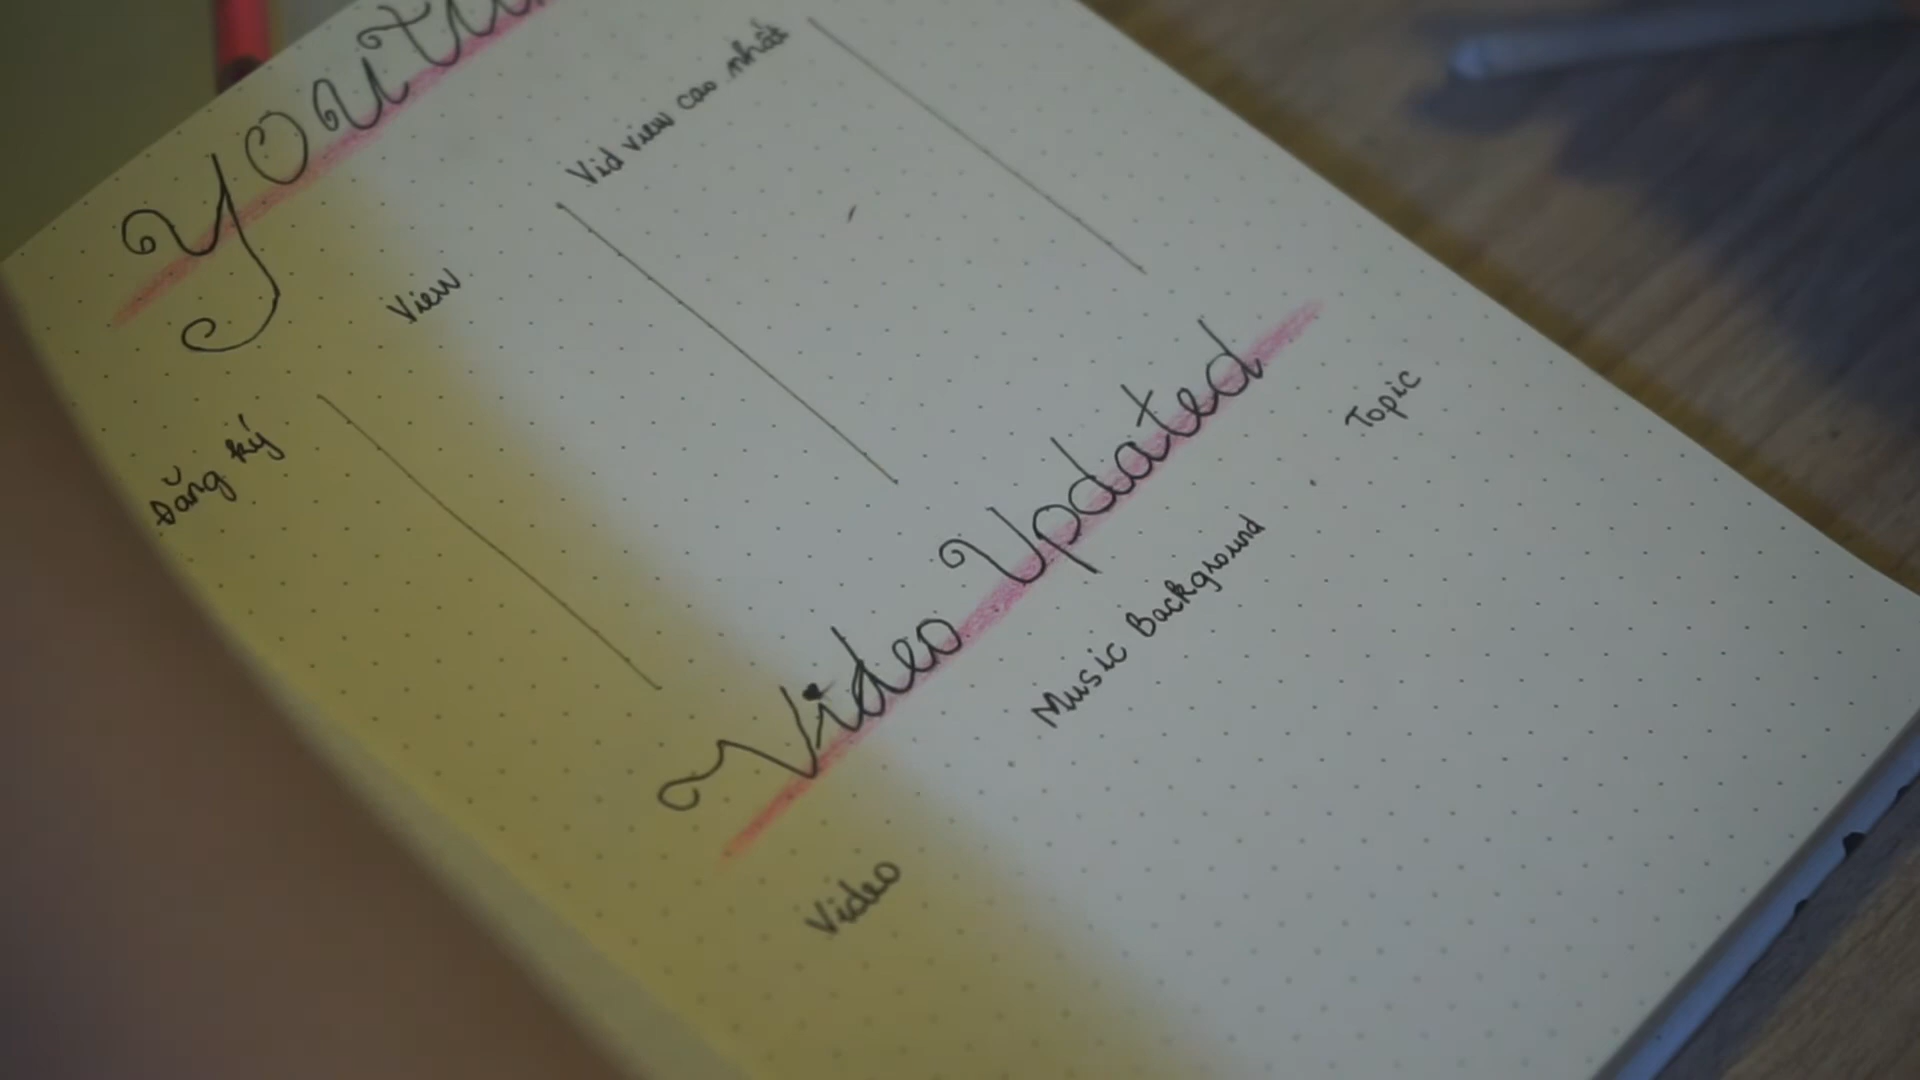 Đăng ký View Vid view cao nhất
Video Updated
Video Music Background Topic